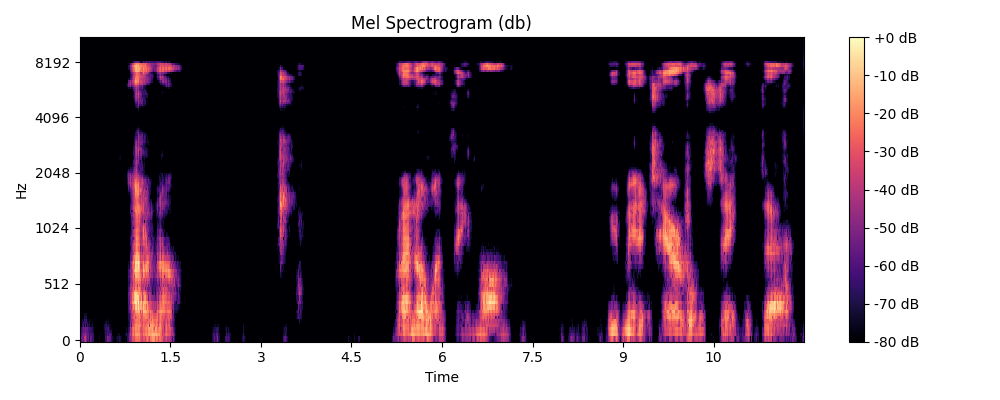 Mel Spectrogram (db)
Hz
8192
4096
2048
1024
512
0
0 1.5 3 4.5 6 7.5 9 10
Time
+0 dB
-10 dB
-20 dB
-30 dB
-40 dB
-50 dB
-60 dB
-70 dB
-80 dB